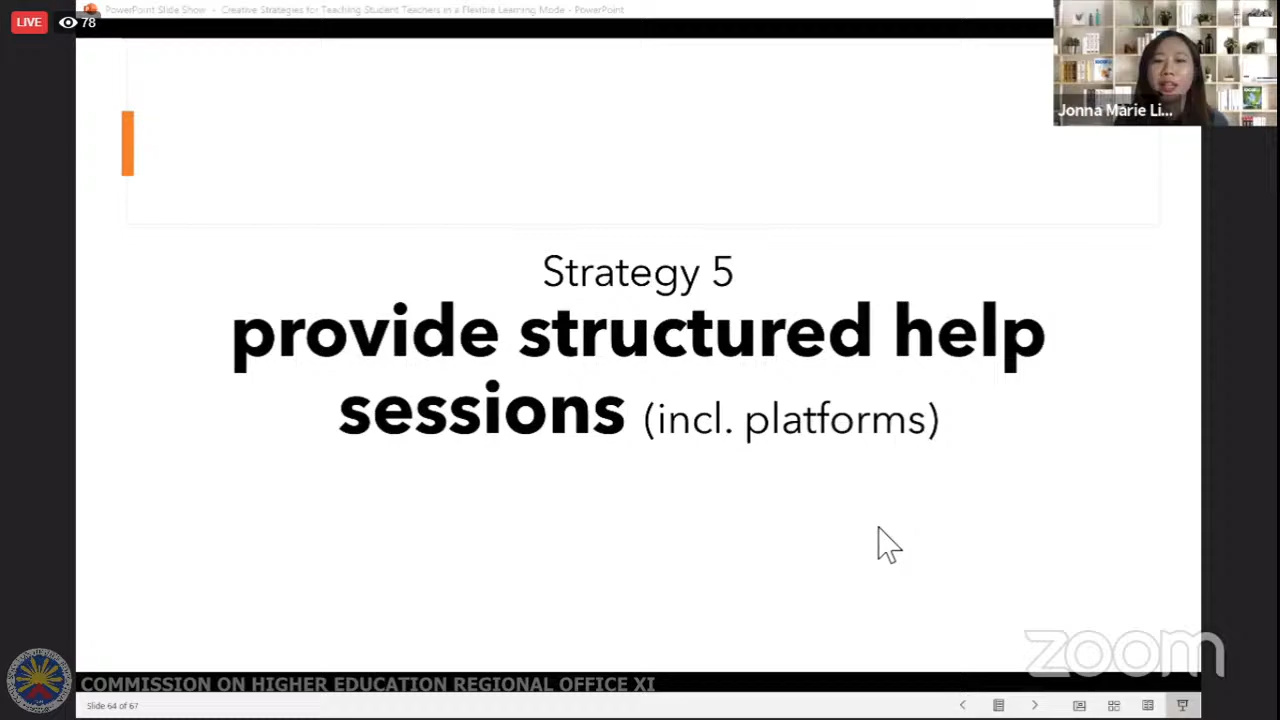 PowerPoint Slide Show - Creative Strategies for Teaching Student Teachers in a Flexible Learning Mode - PowerPoint
LIVE
78
Jonna Marie Li...
Strategy 5
provide structured help
sessions (incl. platforms)
zoom
COMMISSION ON HIGHER EDUCATION REGIONAL OFFICE XI
Slide 64 of 67